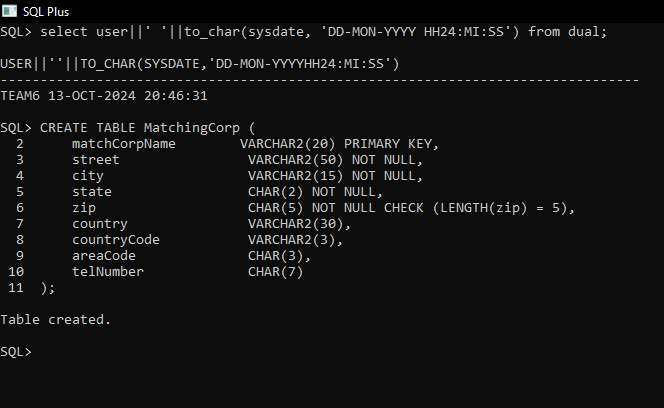 SQL Plus
SQL> select user||' '||to_char(sysdate, 'DD-MON-YYYY HH24:MI:SS') from dual;
USER||''||TO_CHAR(SYSDATE,'DD-MON-YYYYHH24:MI:SS')
--------------------------------------------------------------------------------
TEAM6 13-OCT-2024 20:46:31
SQL> CREATE TABLE MatchingCorp (
  2      matchCorpName        VARCHAR2(20) PRIMARY KEY,
  3      street                VARCHAR2(50) NOT NULL,
  4      city                  VARCHAR2(15) NOT NULL,
  5      state                 CHAR(2) NOT NULL,
  6      zip                   CHAR(5) NOT NULL CHECK (LENGTH(zip) = 5),
  7      country               VARCHAR2(30),
  8      countryCode           VARCHAR2(3),
  9      areaCode              CHAR(3),
 10      telNumber             CHAR(7)
 11  );
Table created.
SQL>